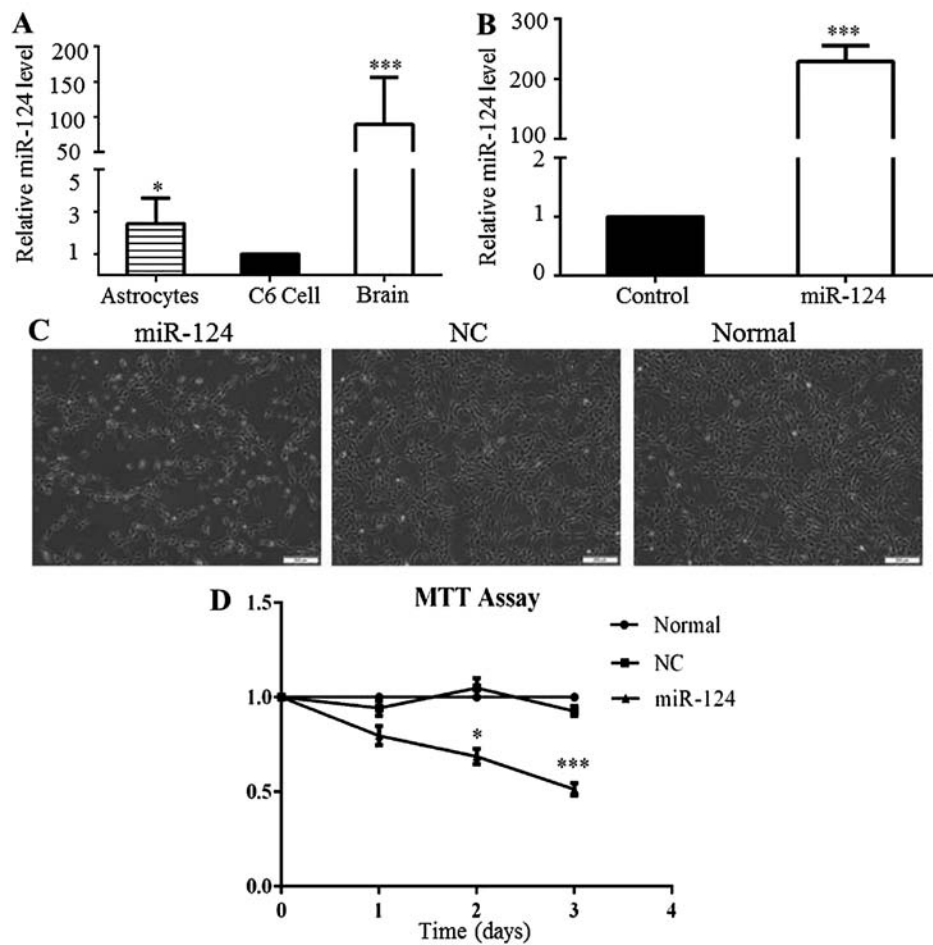 A
Relative miR-124 level
200
150
100
50
5
3
1
*
***
Astrocytes
C6 Cell
Brain
B
Relative miR-124 level
300
200
100
2
1
0
***
Control
miR-124
C
miR-124
NC
Normal
D
MTT Assay
1.5
1.0
0.5
0.0
*
***
0
1
2
3
4
Time (days)
Normal
NC
miR-124